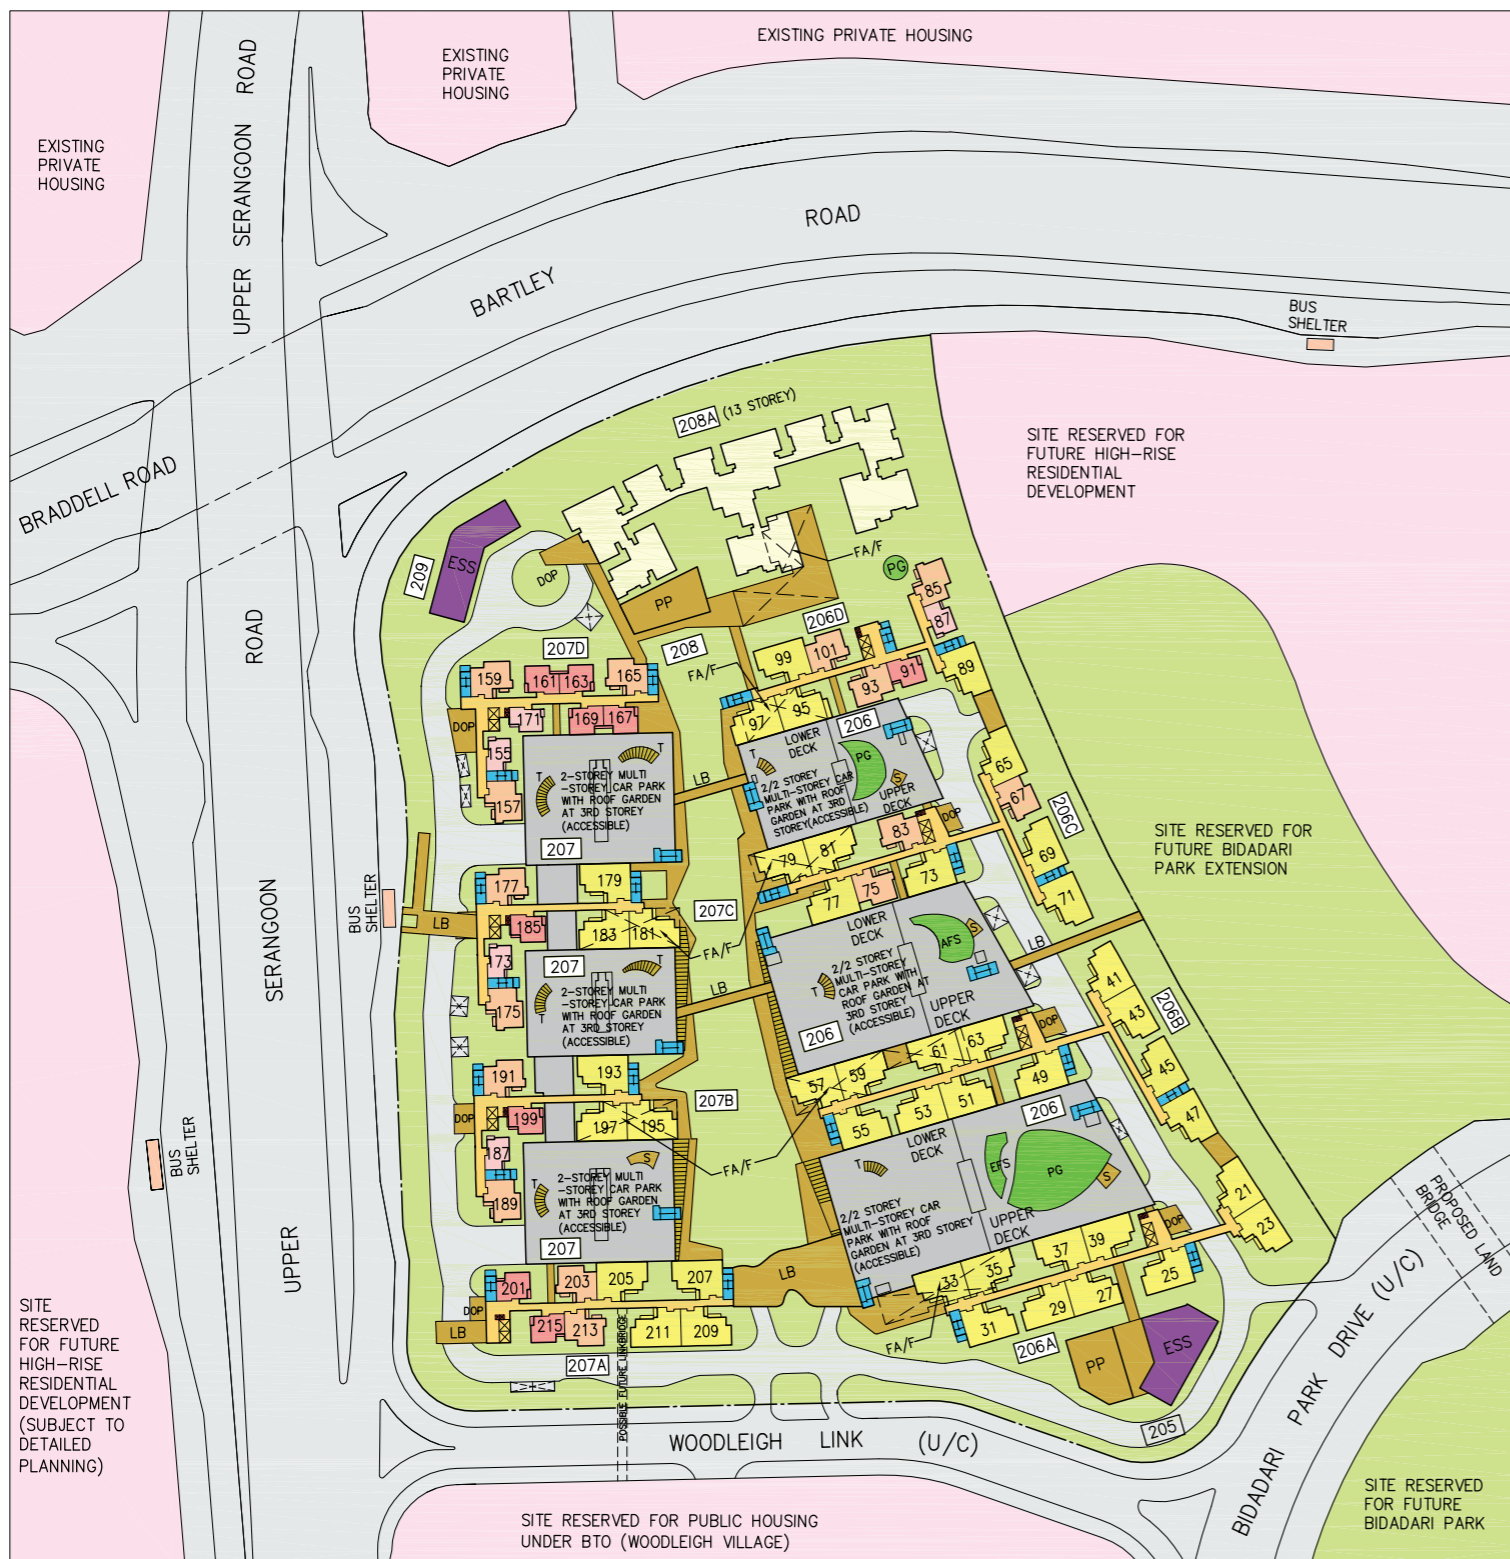 EXISTING PRIVATE HOUSING
EXISTING
PRIVATE
HOUSING
EXISTING
PRIVATE
HOUSING
UPPER SERANGOON ROAD
ROAD
BARTLEY
BUS
SHELTER
BRADDELL ROAD
208A (13 STOREY)
SITE RESERVED FOR
FUTURE HIGH-RISE
RESIDENTIAL
DEVELOPMENT
209
ESS
DOP
FA/F
PG
PP
85
87
206D
207D
208
FA/F
99
101
91
93
89
159
161
163
165
97
95
206
DOP
171
169
167
155
157
T
T
2-STOREY MULTI
-STOREY CAR PARK
WITH ROOF GARDEN
AT 3RD STOREY
(ACCESSIBLE)
207
LB
LOWER
DECK
T
PG
S
2/2 STOREY
MULTI-STOREY CAR
PARK WITH ROOF
GARDEN AT 3RD
STOREY(ACCESSIBLE)
UPPER
DECK
65
67
206C
69
71
83
DOP
79
81
77
75
73
SITE RESERVED FOR
FUTURE BIDADARI
PARK EXTENSION
ROAD
SERANGOON
UPPER
BUS
SHELTER
LB
177
179
207C
185
183
181
FA/F
173
175
207
T
T
2-STOREY MULTI
-STOREY CAR PARK
WITH ROOF GARDEN
AT 3RD STOREY
(ACCESSIBLE)
LB
LOWER
DECK
AFS
S
LB
T
2/2 STOREY
MULTI-STOREY
CAR PARK WITH
ROOF GARDEN AT
3RD STOREY
(ACCESSIBLE)
UPPER
DECK
206
41
43
206B
45
47
DOP
61
63
57
59
49
53
51
55
191
193
207B
DOP
199
197
195
187
189
FA/F
S
T
2-STOREY MULTI
-STOREY CAR PARK
WITH ROOF GARDEN
AT 3RD STOREY
(ACCESSIBLE)
207
206
LOWER
DECK
T
EFS
PG
S
2/2 STOREY
MULTI-STOREY CAR
PARK WITH ROOF
GARDEN AT 3RD STOREY
(ACCESSIBLE)
UPPER
DECK
BUS
SHELTER
21
23
DOP
37
39
33
35
25
29
27
31
206A
FA/F
PP
ESS
205
LB
201
203
205
207
DOP
LB
215
213
211
209
207A
POSSIBLE FUTURE LINKBRIDGE
PROPOSED LAND
BRIDGE
BIDADARI PARK DRIVE (U/C)
SITE
RESERVED
FOR FUTURE
HIGH-RISE
RESIDENTIAL
DEVELOPMENT
(SUBJECT TO
DETAILED
PLANNING)
WOODLEIGH LINK (U/C)
SITE RESERVED FOR PUBLIC HOUSING
UNDER BTO (WOODLEIGH VILLAGE)
SITE RESERVED
FOR FUTURE
BIDADARI PARK